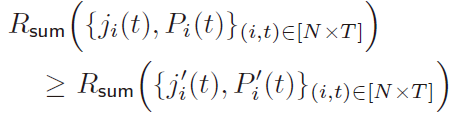 R_sum({j_i(t), P_i(t)}_{(i,t)∈[N×T]})
≥ R_sum({j′_i(t), P′_i(t)}_{(i,t)∈[N×T]})